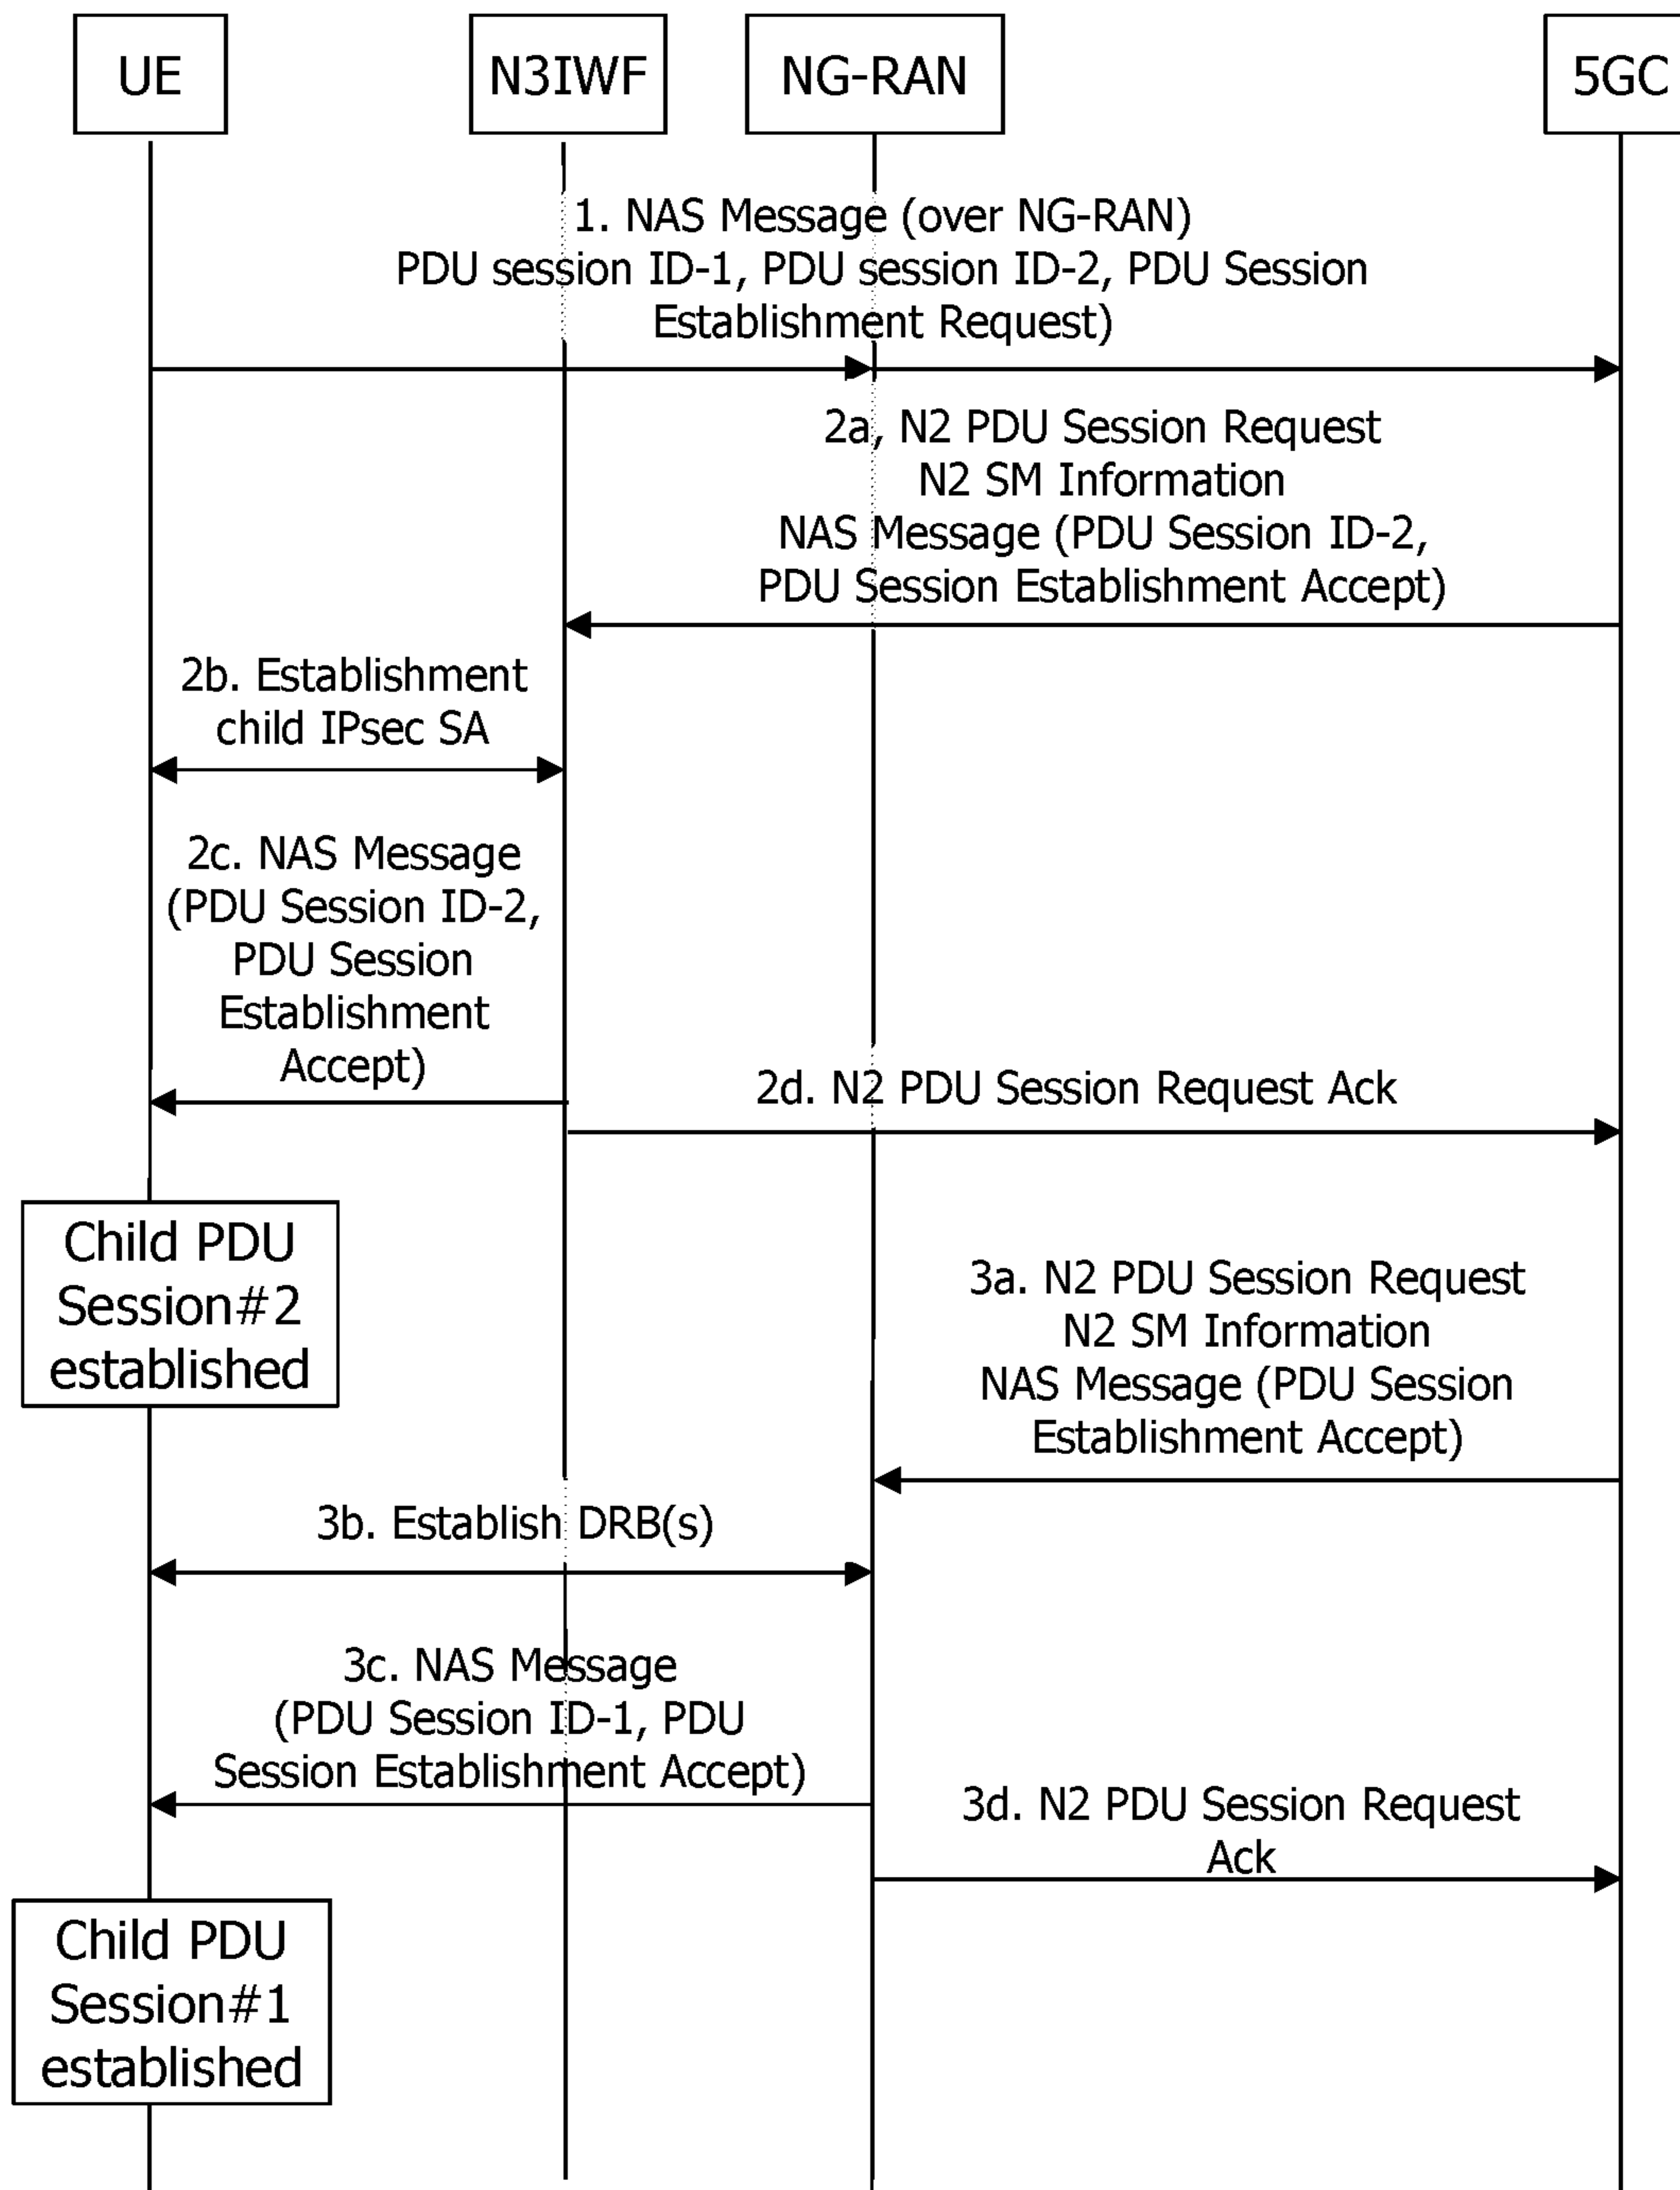 UE
N3IWF
NG-RAN
5GC
1. NAS Message (over NG-RAN)
PDU session ID-1, PDU session ID-2, PDU Session
Establishment Request)
2a, N2 PDU Session Request
N2 SM Information
NAS Message (PDU Session ID-2,
PDU Session Establishment Accept)
2b. Establishment
child IPsec SA
2c. NAS Message
(PDU Session ID-2,
PDU Session
Establishment
Accept)
2d. N2 PDU Session Request Ack
Child PDU
Session#2
established
3a. N2 PDU Session Request
N2 SM Information
NAS Message (PDU Session
Establishment Accept)
3b. Establish DRB(s)
3c. NAS Message
(PDU Session ID-1, PDU
Session Establishment Accept)
3d. N2 PDU Session Request
Ack
Child PDU
Session#1
established